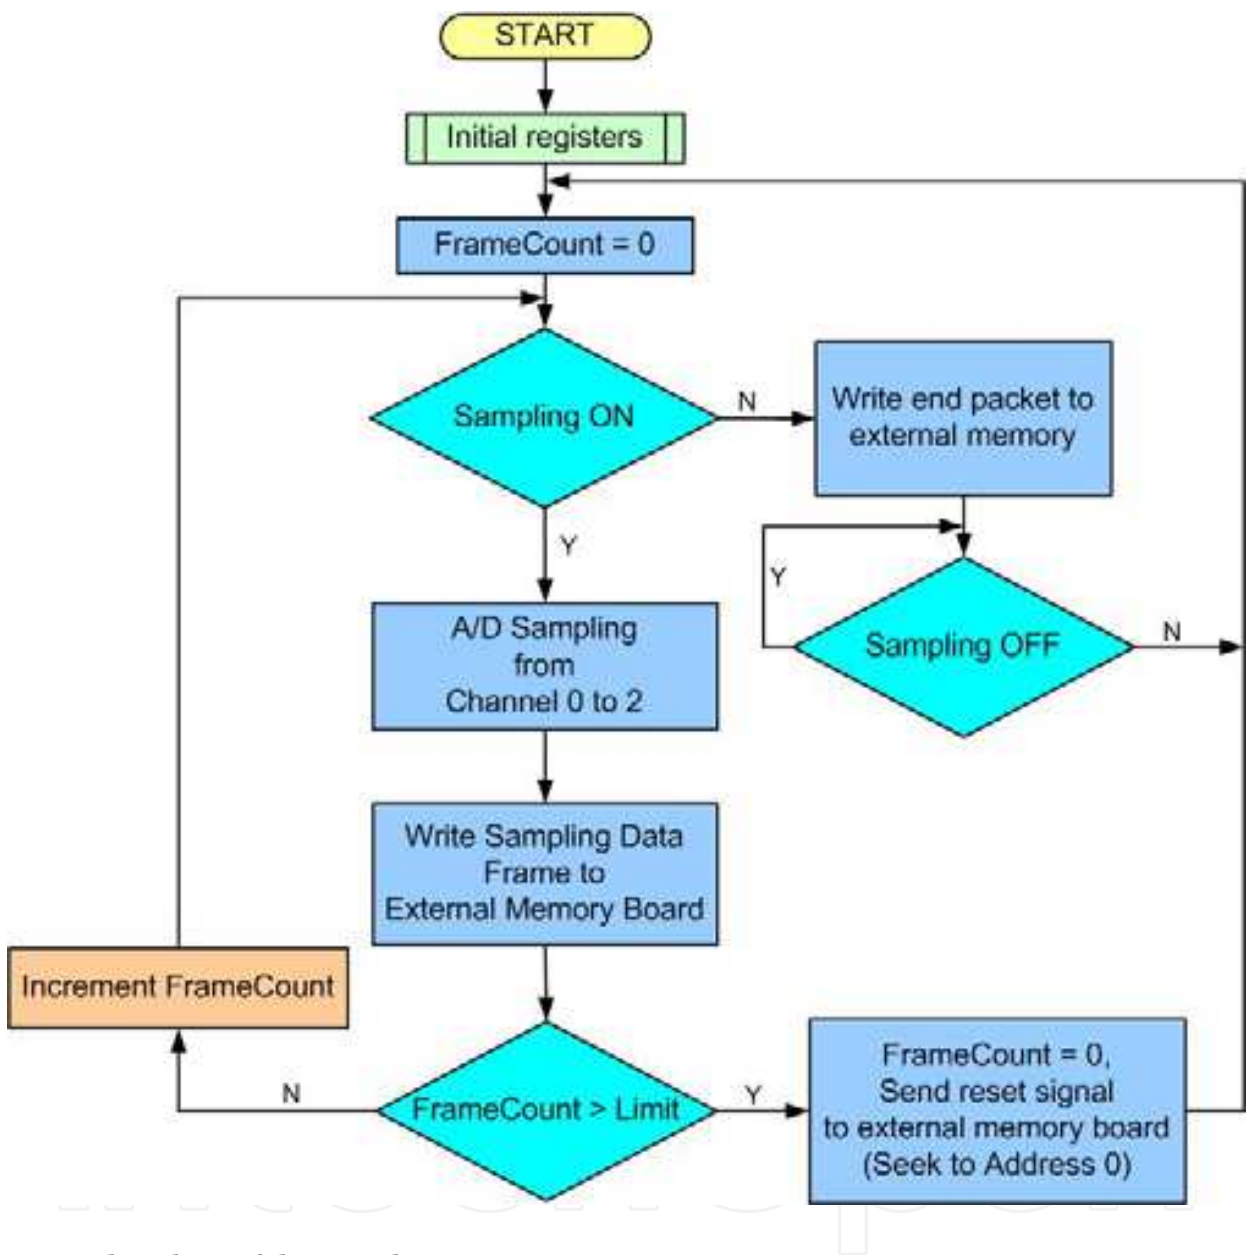 START
Initial registers
FrameCount = 0
Sampling ON
N
Write end packet to
external memory
Y
Y
Sampling OFF
N
A/D Sampling
from
Channel 0 to 2
Write Sampling Data
Frame to
External Memory Board
Increment FrameCount
N
FrameCount > Limit
Y
FrameCount = 0,
Send reset signal
to external memory board
(Seek to Address 0)